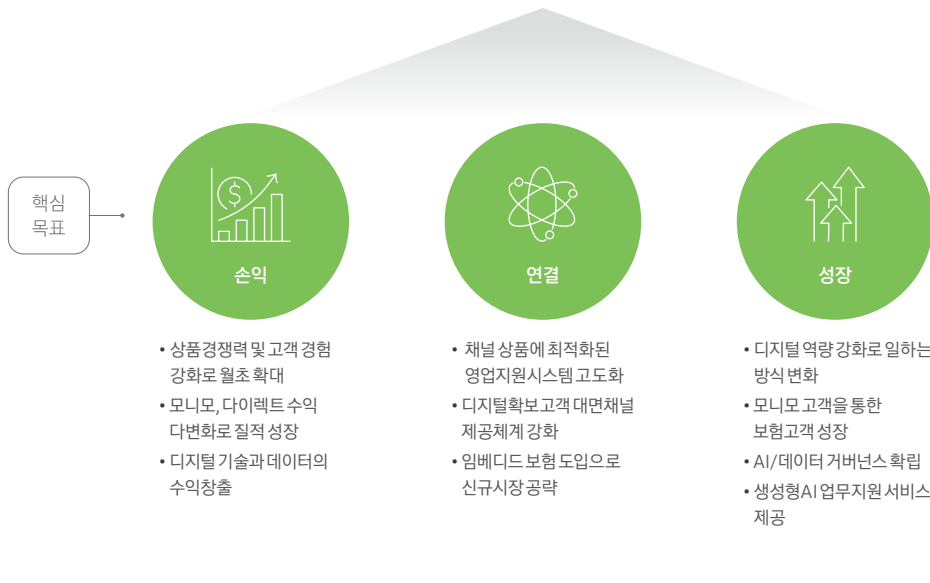 핵심
목표
손익
• 상품경쟁력 및 고객 경험
강화로 월초 확대
• 모니모, 다이렉트 수익
다변화로 질적 성장
• 디지털 기술과 데이터의
수익창출
연결
• 채널 상품에 최적화된
영업지원시스템 고도화
• 디지털확보고객 대면채널
제공체계 강화
• 임베디드 보험 도입으로
신규시장 공략
성장
• 디지털 역량 강화로 일하는
방식 변화
• 모니모 고객을 통한
보험고객 성장
• AI/데이터 거버넌스 확립
• 생성형AI 업무지원 서비스
제공